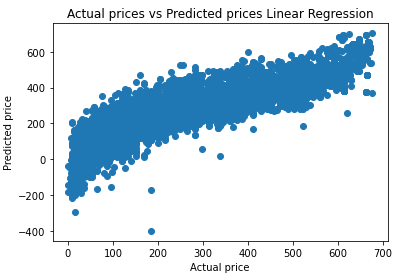 Actual prices vs Predicted prices Linear Regression
Predicted price
600
400
200
0
−200
−400
0 100 200 300 400 500 600 700
Actual price